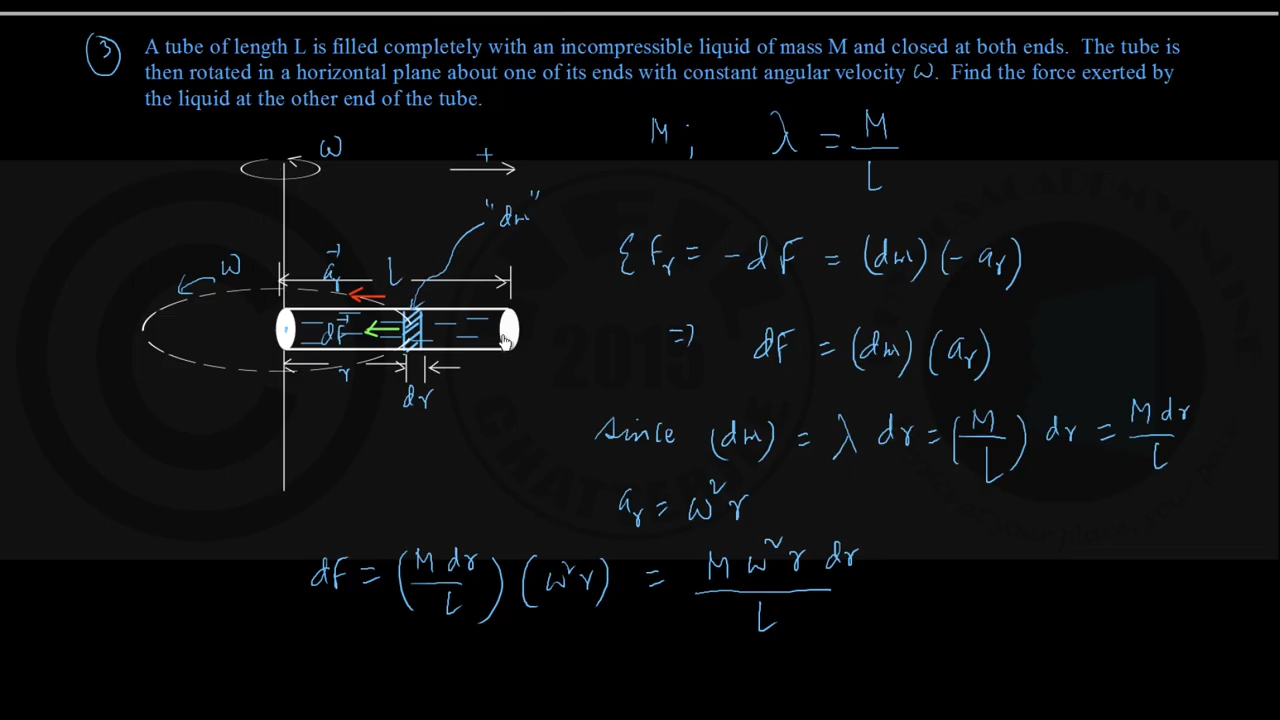 ③ A tube of length L is filled completely with an incompressible liquid of mass M and closed at both ends. The tube is
then rotated in a horizontal plane about one of its ends with constant angular velocity ω. Find the force exerted by
the liquid at the other end of the tube.
M ; λ = M/L
ω
+
"dm"
Σ F_r = -dF = (dm)(-a_r)
ω
a⃗_r
L
dF⃗
⇒ dF = (dm)(a_r)
r
dr
since (dm) = λ dr = (M/L) dr = M dr/L
a_r = ω²r
dF = (M dr/L)(ω²r) = M ω² r dr/L
2013